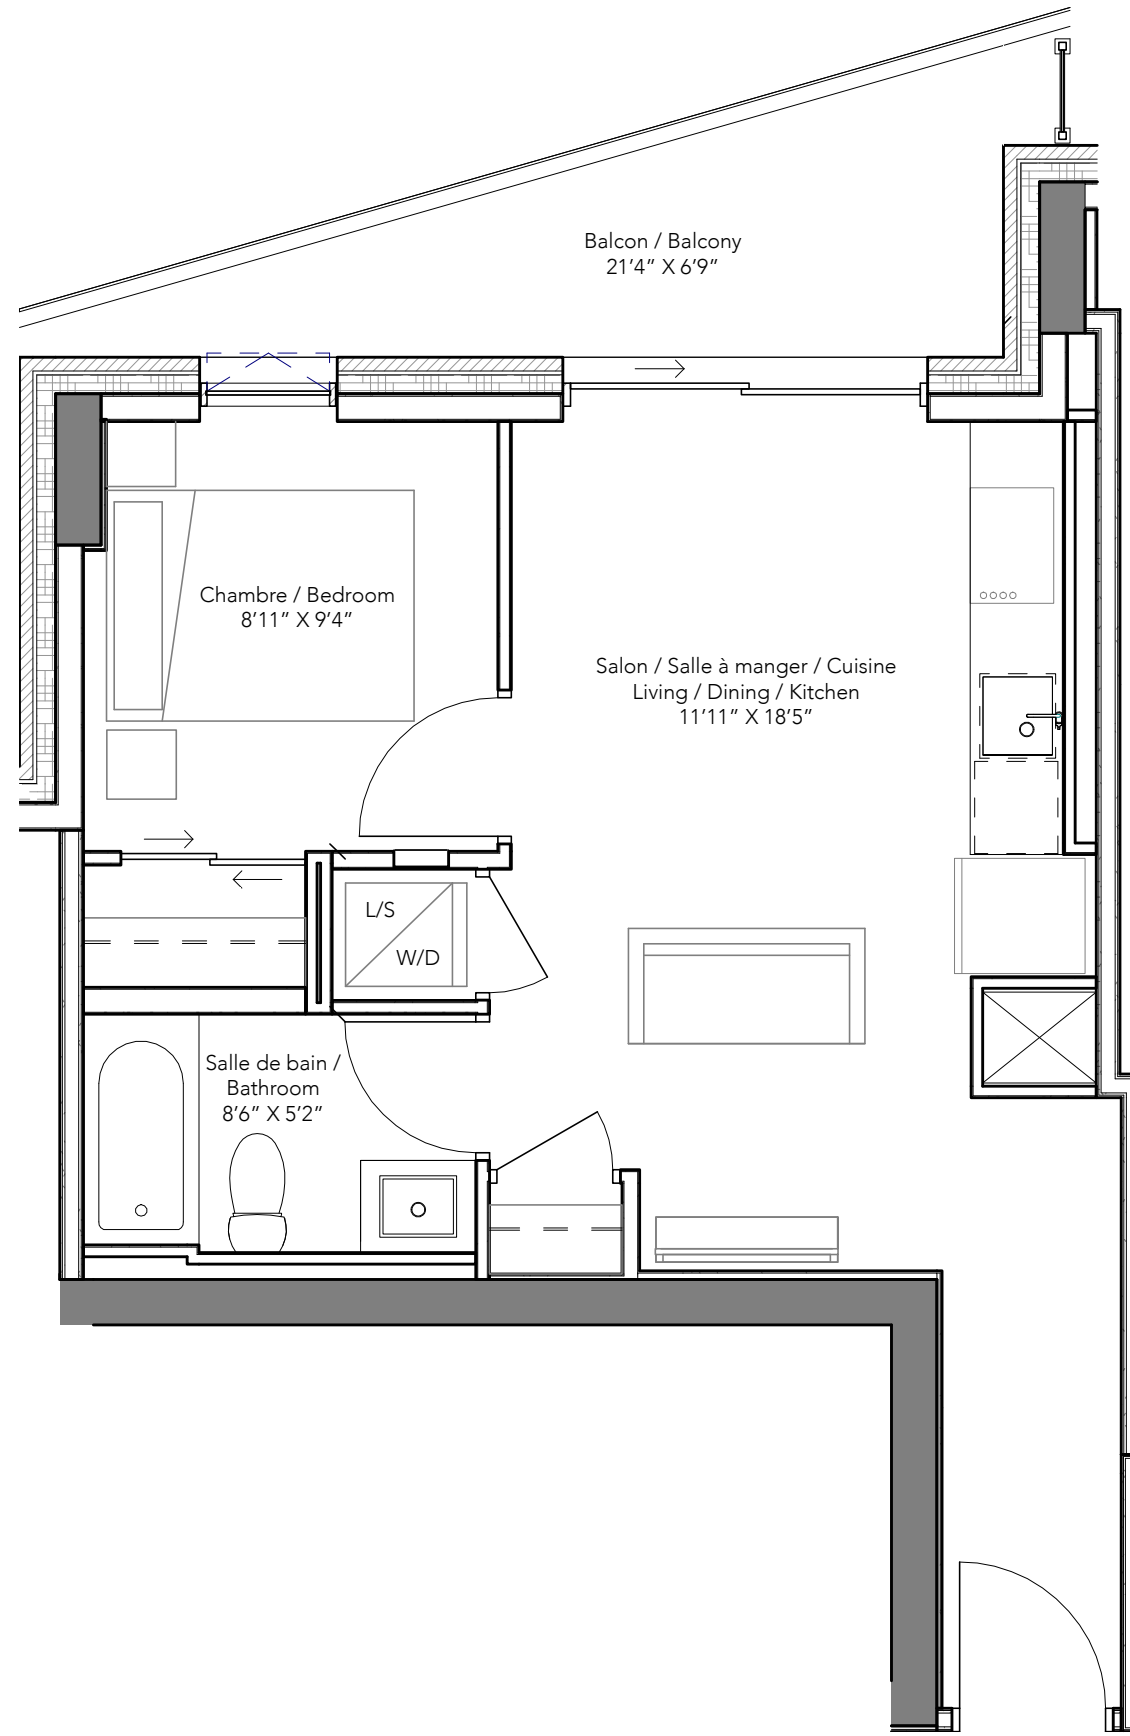 Balcon / Balcony
21’4” X 6’9”
Chambre / Bedroom
8’11” X 9’4”
Salon / Salle à manger / Cuisine
Living / Dining / Kitchen
11’11” X 18’5”
L/S
W/D
Salle de bain /
Bathroom
8’6” X 5’2”